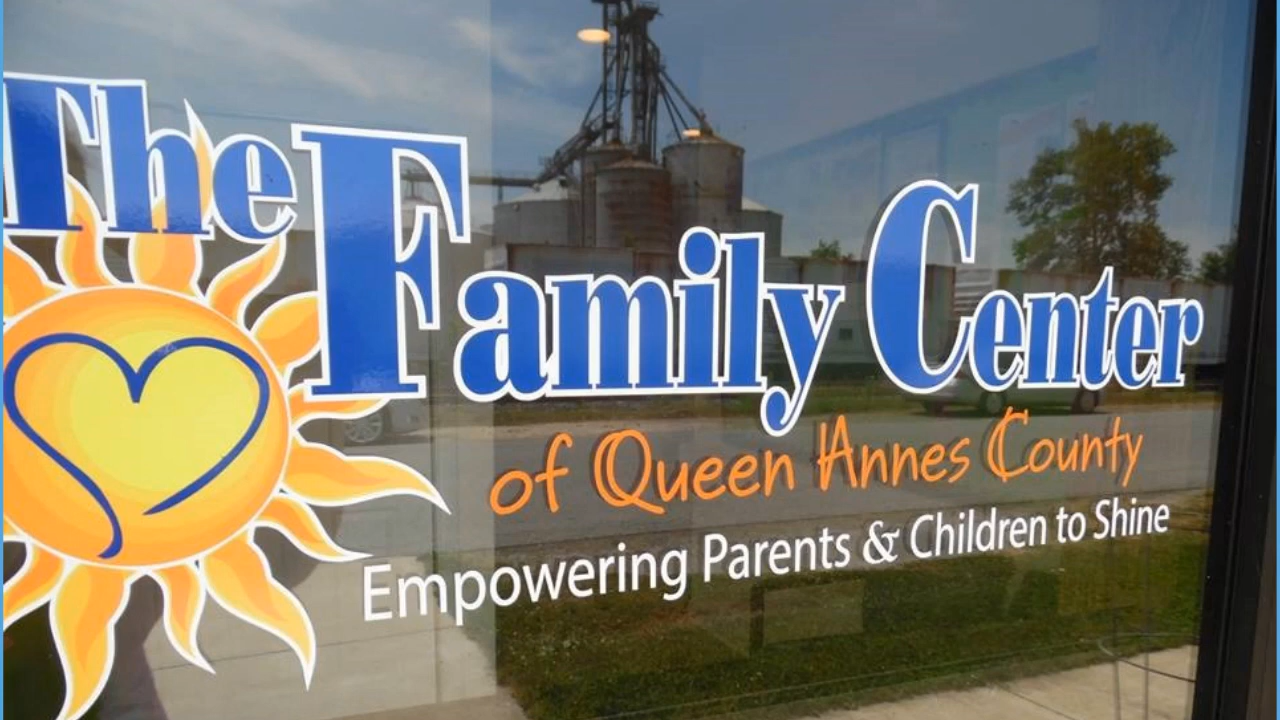 The Family Center
of Queen Annes County
Empowering Parents & Children to Shine